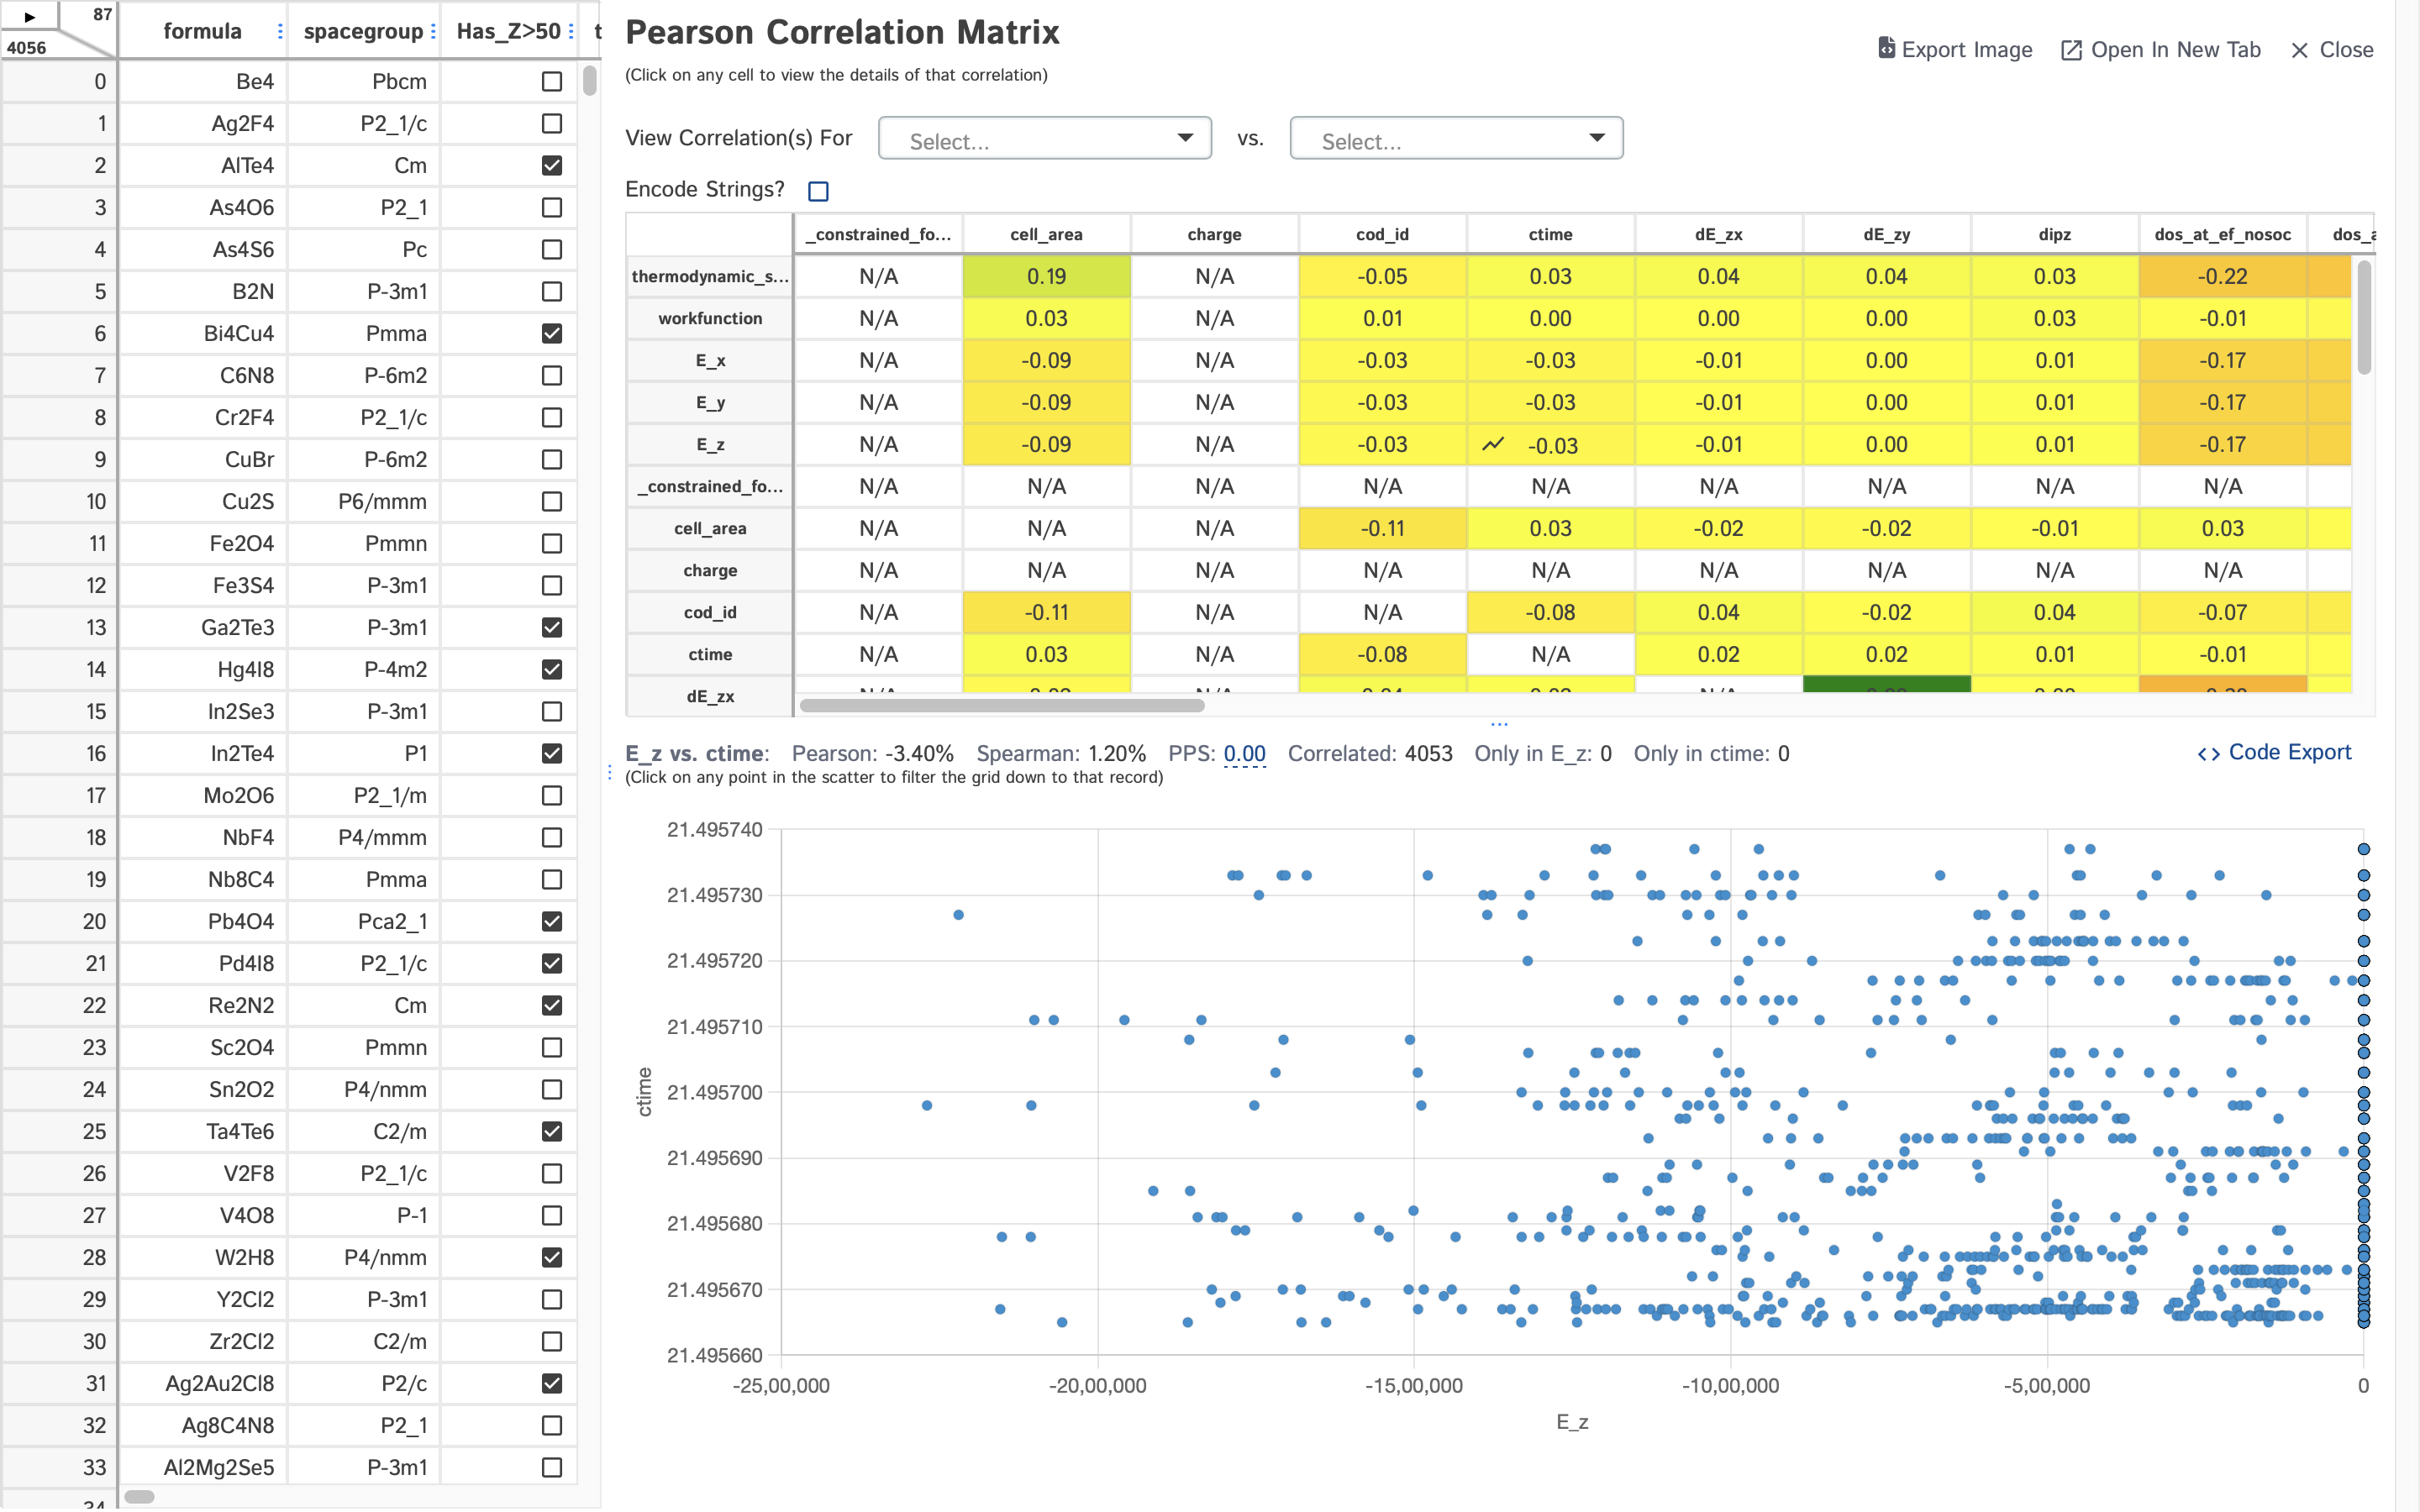 87
4056
formula spacegroup Has_Z>50 t
0 Be4 Pbcm
1 Ag2F4 P2_1/c
2 AlTe4 Cm
3 As4O6 P2_1
4 As4S6 Pc
5 B2N P-3m1
6 Bi4Cu4 Pmma
7 C6N8 P-6m2
8 Cr2F4 P2_1/c
9 CuBr P-6m2
10 Cu2S P6/mmm
11 Fe2O4 Pmmn
12 Fe3S4 P-3m1
13 Ga2Te3 P-3m1
14 Hg4I8 P-4m2
15 In2Se3 P-3m1
16 In2Te4 P1
17 Mo2O6 P2_1/m
18 NbF4 P4/mmm
19 Nb8C4 Pmma
20 Pb4O4 Pca2_1
21 Pd4I8 P2_1/c
22 Re2N2 Cm
23 Sc2O4 Pmmn
24 Sn2O2 P4/nmm
25 Ta4Te6 C2/m
26 V2F8 P2_1/c
27 V4O8 P-1
28 W2H8 P4/nmm
29 Y2Cl2 P-3m1
30 Zr2Cl2 C2/m
31 Ag2Au2Cl8 P2/c
32 Ag8C4N8 P2_1
33 Al2Mg2Se5 P-3m1
Pearson Correlation Matrix
(Click on any cell to view the details of that correlation)
Export Image Open In New Tab Close
View Correlation(s) For Select... vs. Select...
Encode Strings?
_constrained_fo... cell_area charge cod_id ctime dE_zx dE_zy dipz dos_at_ef_nosoc dos_a
thermodynamic_s... N/A 0.19 N/A -0.05 0.03 0.04 0.04 0.03 -0.22
workfunction N/A 0.03 N/A 0.01 0.00 0.00 0.00 0.03 -0.01
E_x N/A -0.09 N/A -0.03 -0.03 -0.01 0.00 0.01 -0.17
E_y N/A -0.09 N/A -0.03 -0.03 -0.01 0.00 0.01 -0.17
E_z N/A -0.09 N/A -0.03 -0.03 -0.01 0.00 0.01 -0.17
_constrained_fo... N/A N/A N/A N/A N/A N/A N/A N/A N/A
cell_area N/A N/A N/A -0.11 0.03 -0.02 -0.02 -0.01 0.03
charge N/A N/A N/A N/A N/A N/A N/A N/A N/A
cod_id N/A -0.11 N/A N/A -0.08 0.04 -0.02 0.04 -0.07
ctime N/A 0.03 N/A -0.08 N/A 0.02 0.02 0.01 -0.01
dE_zx
E_z vs. ctime: Pearson: -3.40% Spearman: 1.20% PPS: 0.00 Correlated: 4053 Only in E_z: 0 Only in ctime: 0
Code Export
(Click on any point in the scatter to filter the grid down to that record)
21.495740
21.495730
21.495720
21.495710
21.495700
21.495690
21.495680
21.495670
21.495660
ctime
-25,00,000 -20,00,000 -15,00,000 -10,00,000 -5,00,000 0
E_z